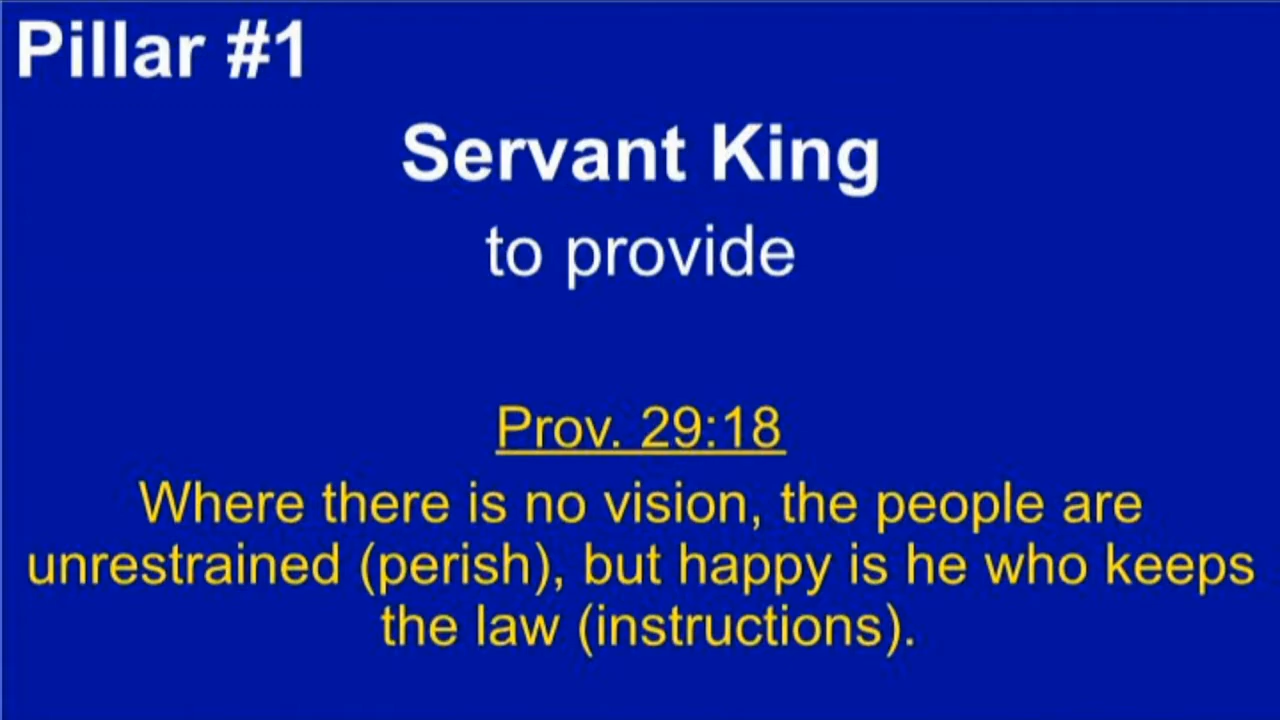 Pillar #1
Servant King
to provide
Prov. 29:18
Where there is no vision, the people are
unrestrained (perish), but happy is he who keeps
the law (instructions).